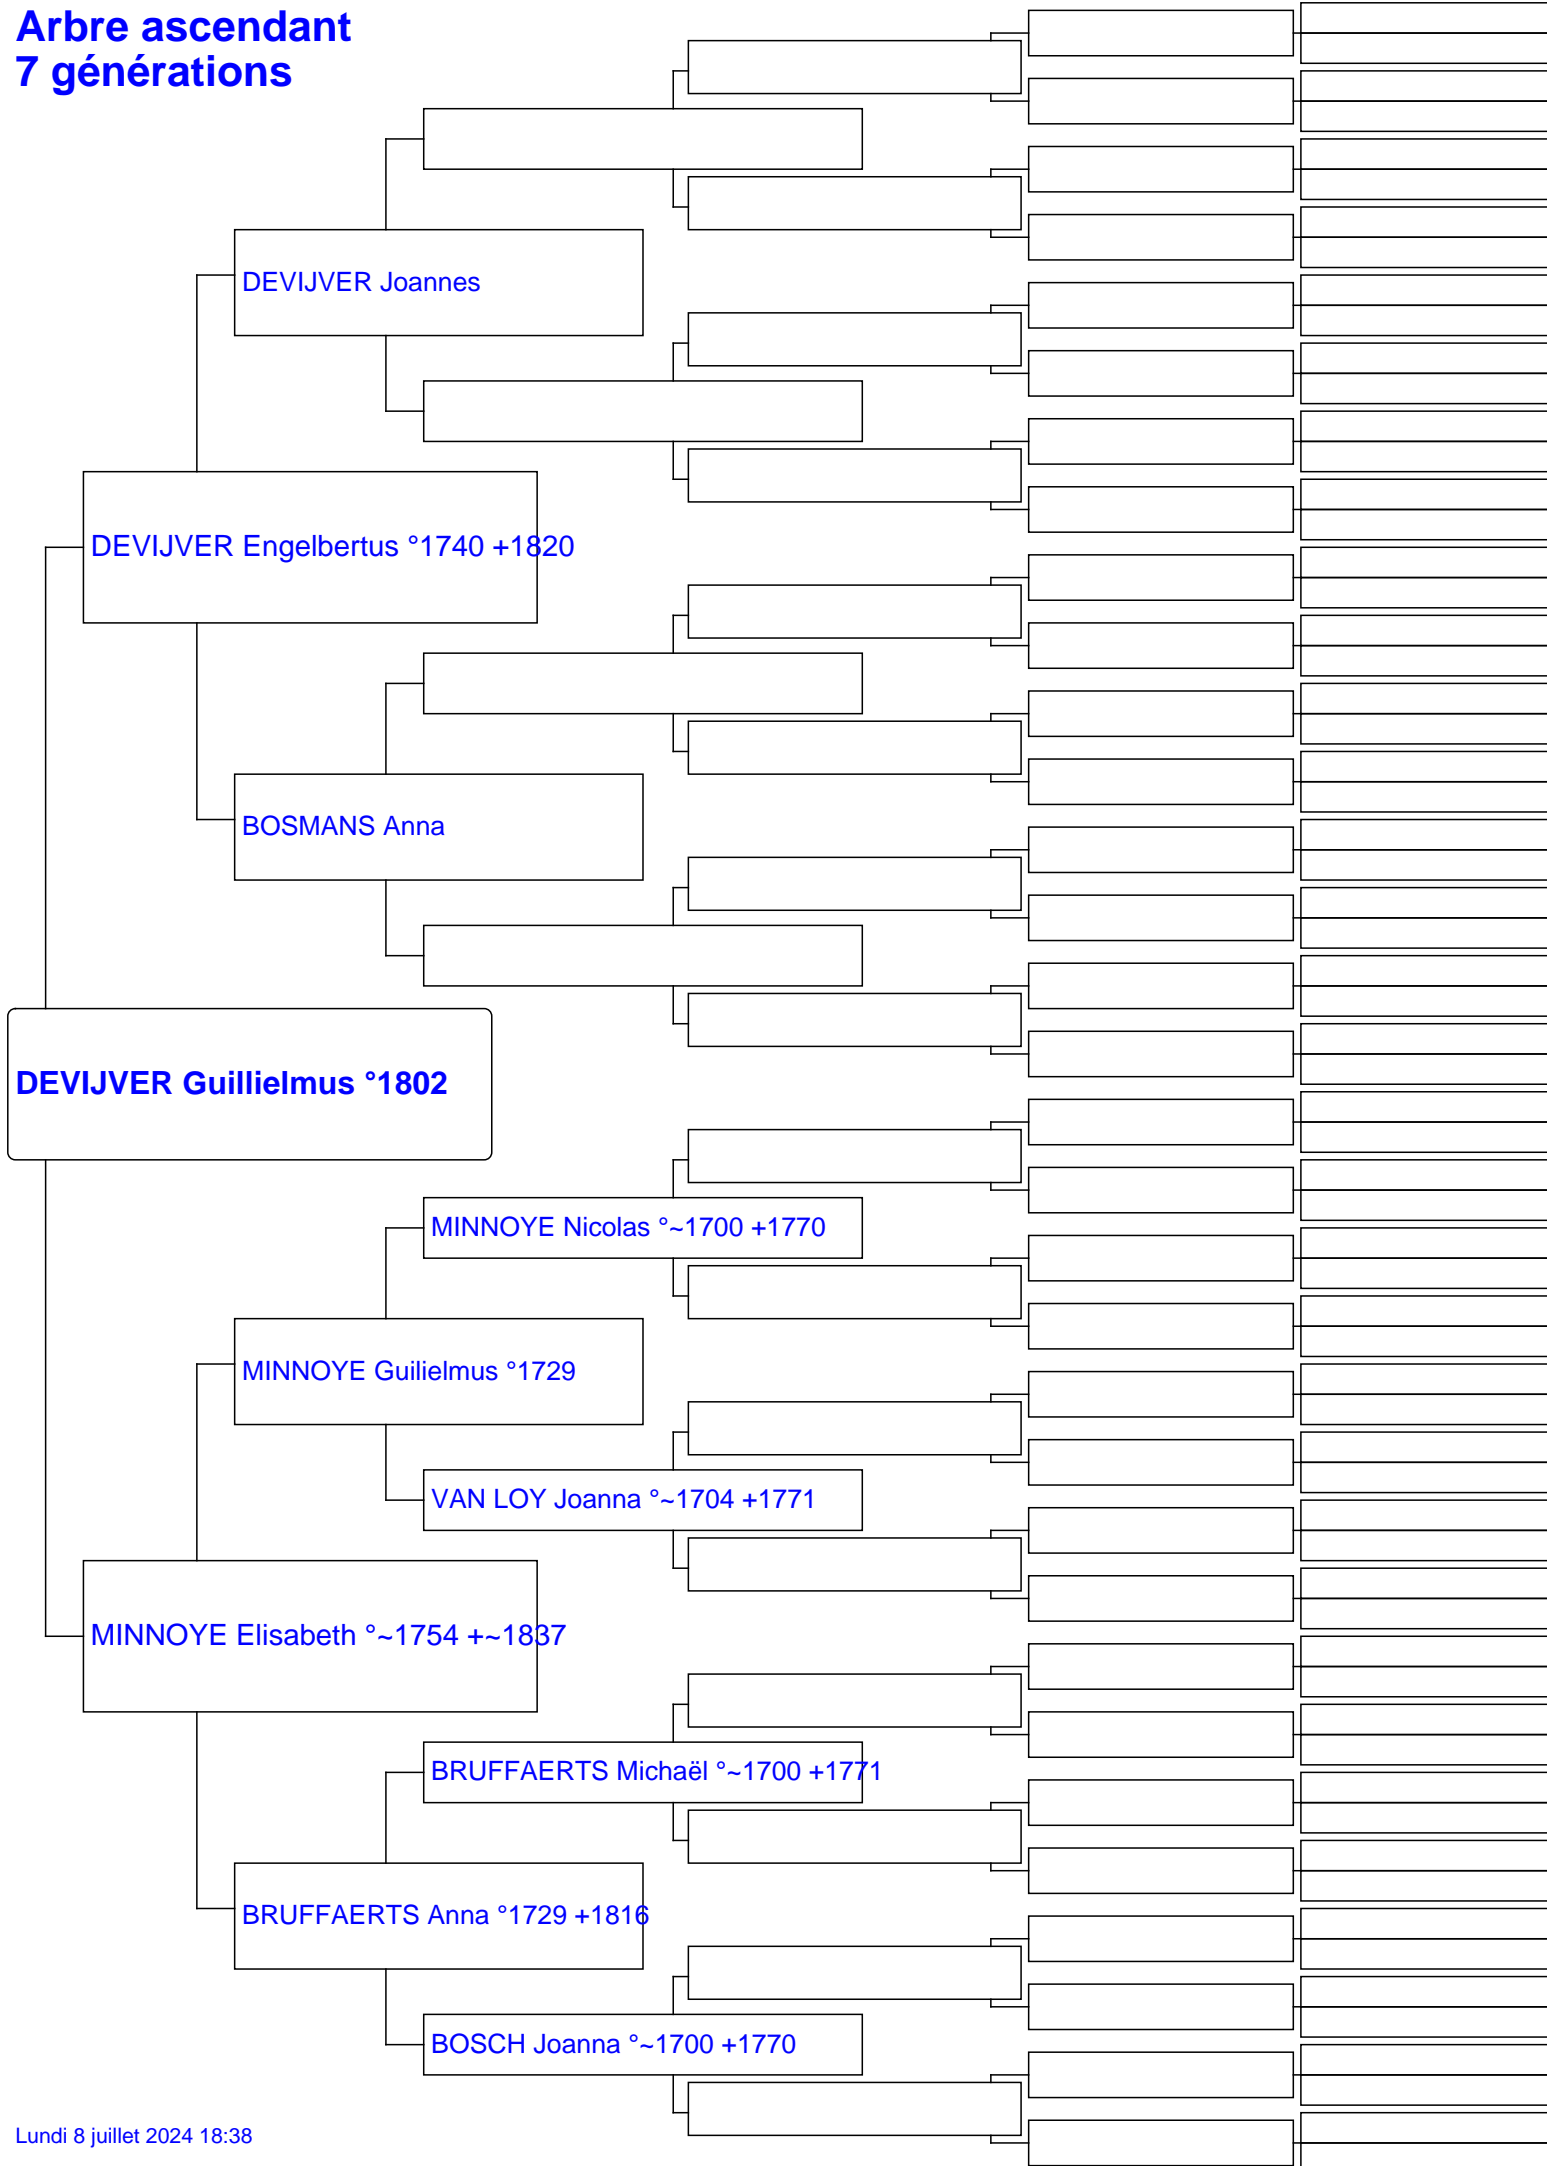 Arbre ascendant
7 générations
DEVIJVER Joannes
DEVIJVER Engelbertus °1740 +1820
BOSMANS Anna
DEVIJVER Guillielmus °1802
MINNOYE Nicolas °~1700 +1770
MINNOYE Guilielmus °1729
VAN LOY Joanna °~1704 +1771
MINNOYE Elisabeth °~1754 +~1837
BRUFFAERTS Michaël °~1700 +1771
BRUFFAERTS Anna °1729 +1816
BOSCH Joanna °~1700 +1770
Lundi 8 juillet 2024 18:38